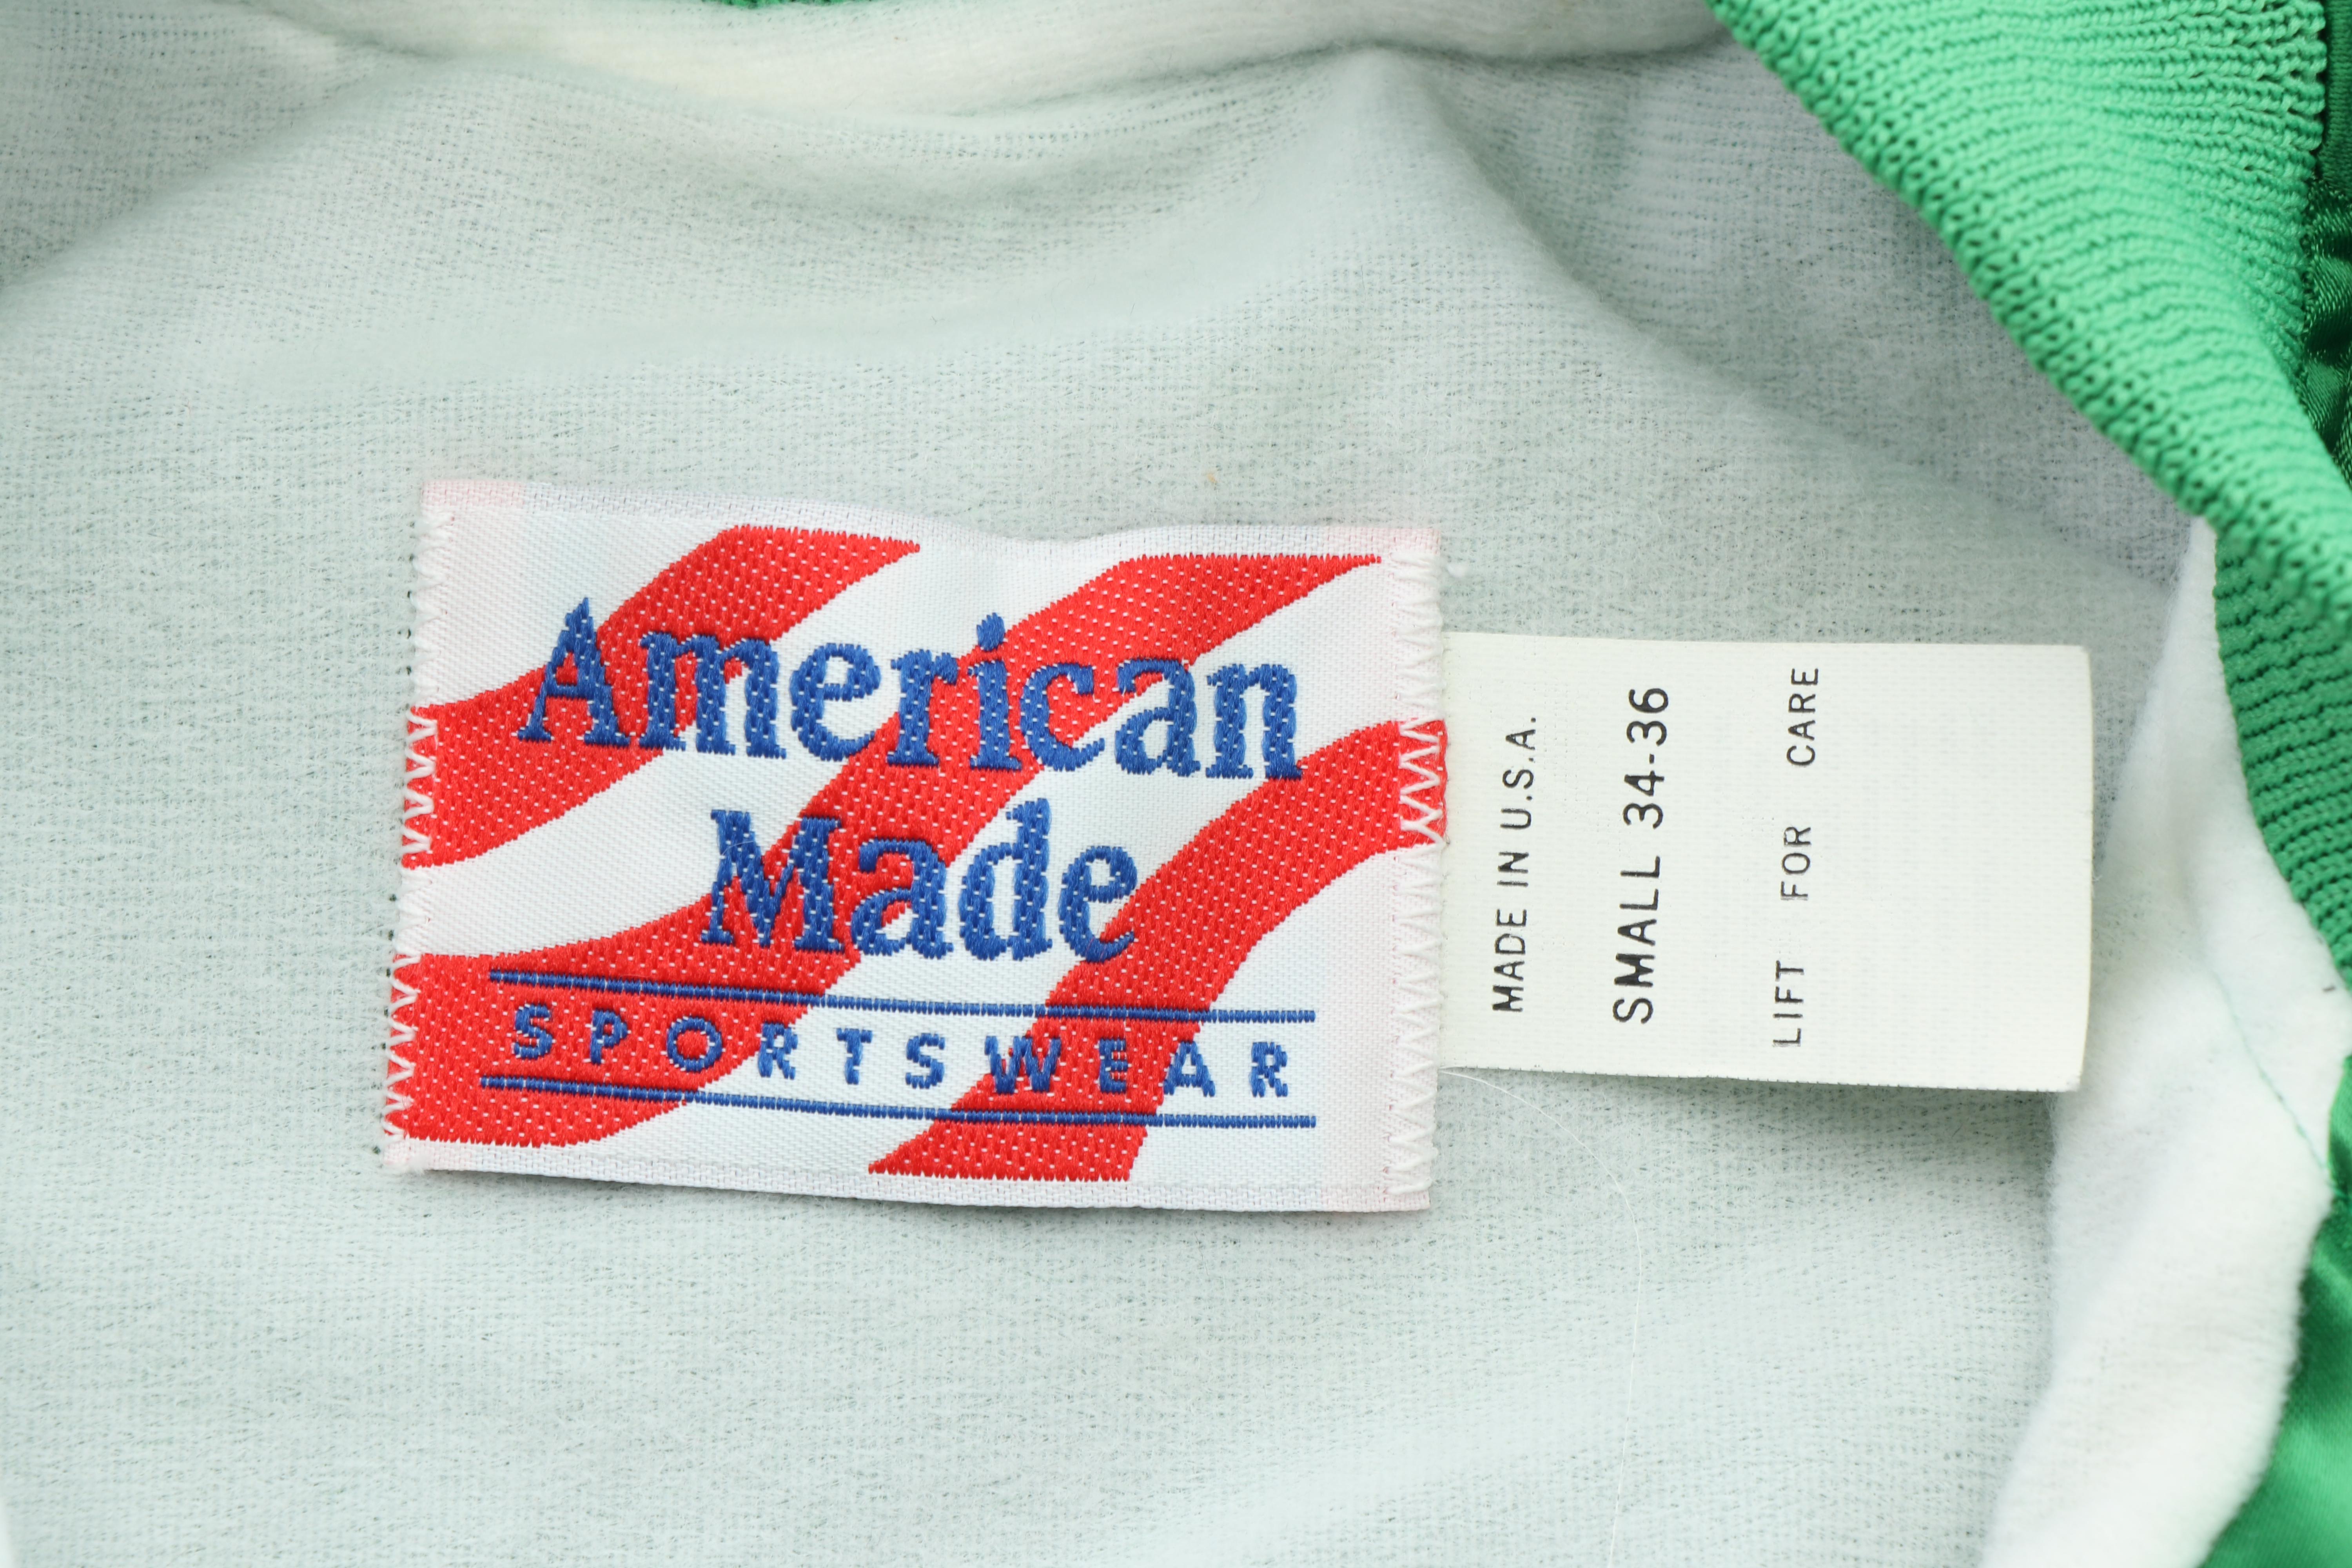 American
Made
SPORTSWEAR
MADE IN U.S.A.
SMALL 34-36
LIFT FOR CARE